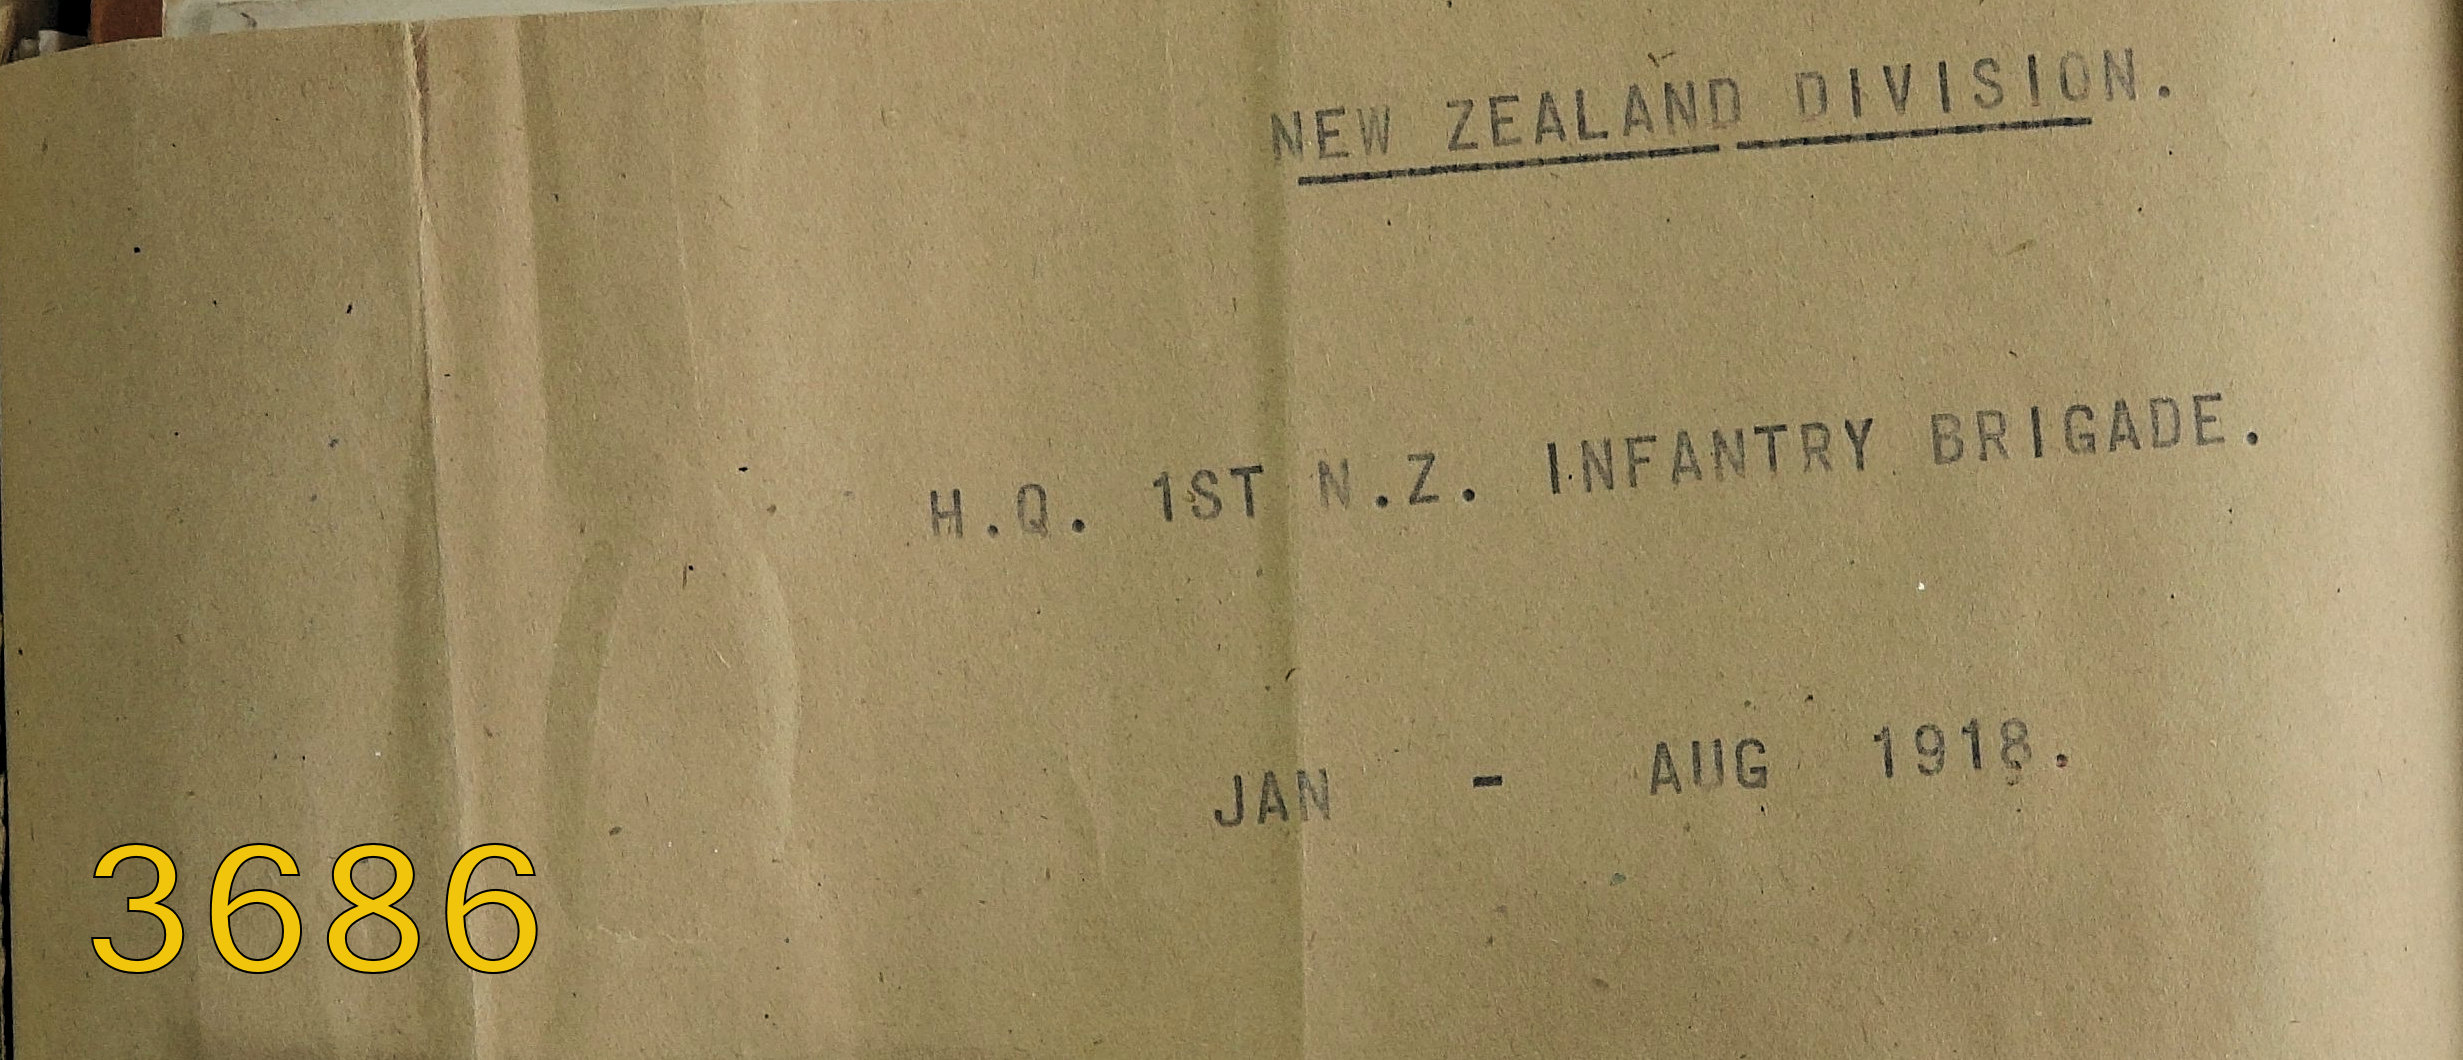 NEW ZEALAND DIVISION.
H.Q. 1ST N.Z. INFANTRY BRIGADE.
JAN - AUG 1918.
3686